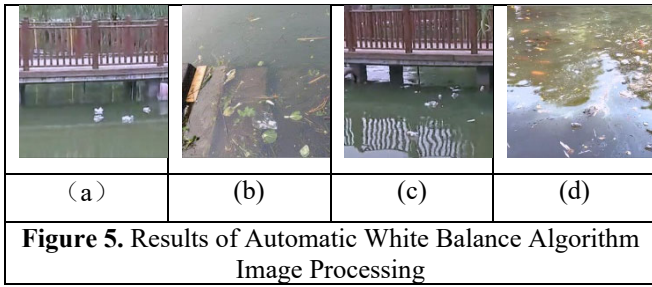 （a） (b) (c) (d)
Figure 5. Results of Automatic White Balance Algorithm
Image Processing